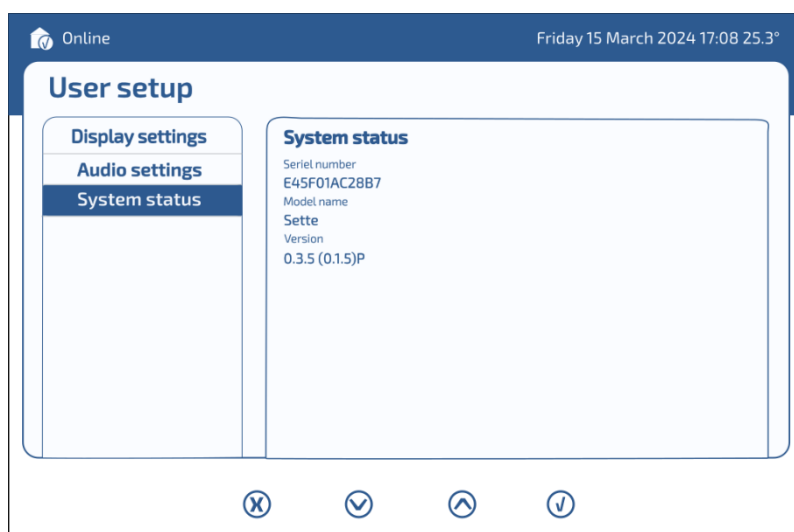 Online
Friday 15 March 2024 17:08 25.3°
User setup
Display settings
Audio settings
System status
System status
Seriel number
E45F01AC28B7
Model name
Sette
Version
0.3.5 (0.1.5)P
X